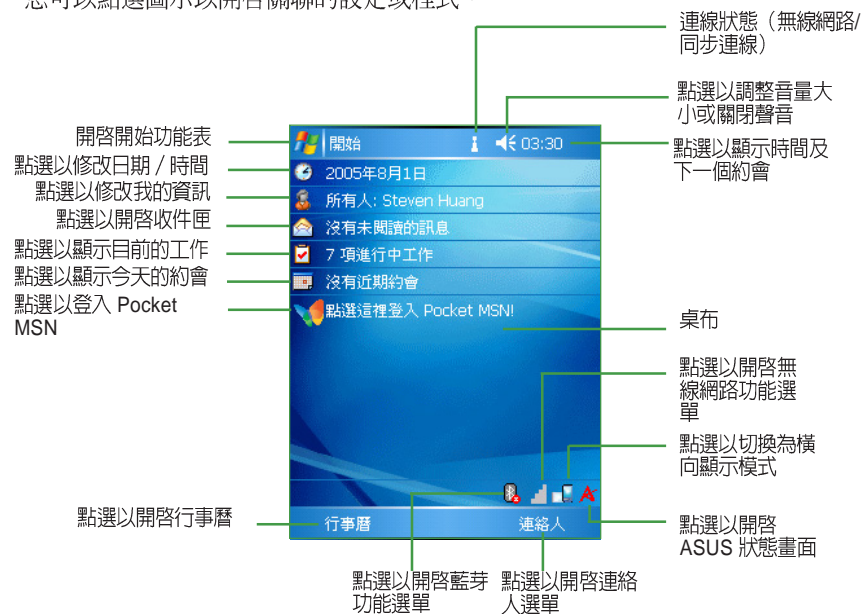 您可以點選圖示以開啟關聯的設定或程式。
連線狀態（無線網路/
同步連線）
點選以調整音量大
小或關閉聲音
點選以顯示時間及
下一個約會
開啟開始功能表
點選以修改日期 / 時間
點選以修改我的資訊
點選以開啟收件匣
點選以顯示目前的工作
點選以顯示今天的約會
點選以登入 Pocket
MSN
開始
03:30
2005年8月1日
所有人: Steven Huang
沒有未閱讀的訊息
7 項進行中工作
沒有近期約會
點選這裡登入 Pocket MSN!
行事曆
連絡人
桌布
點選以開啟無
線網路功能選
單
點選以切換為橫
向顯示模式
點選以開啟
ASUS 狀態畫面
點選以開啟行事曆
點選以開啟藍芽
功能選單
點選以開啟連絡
人選單